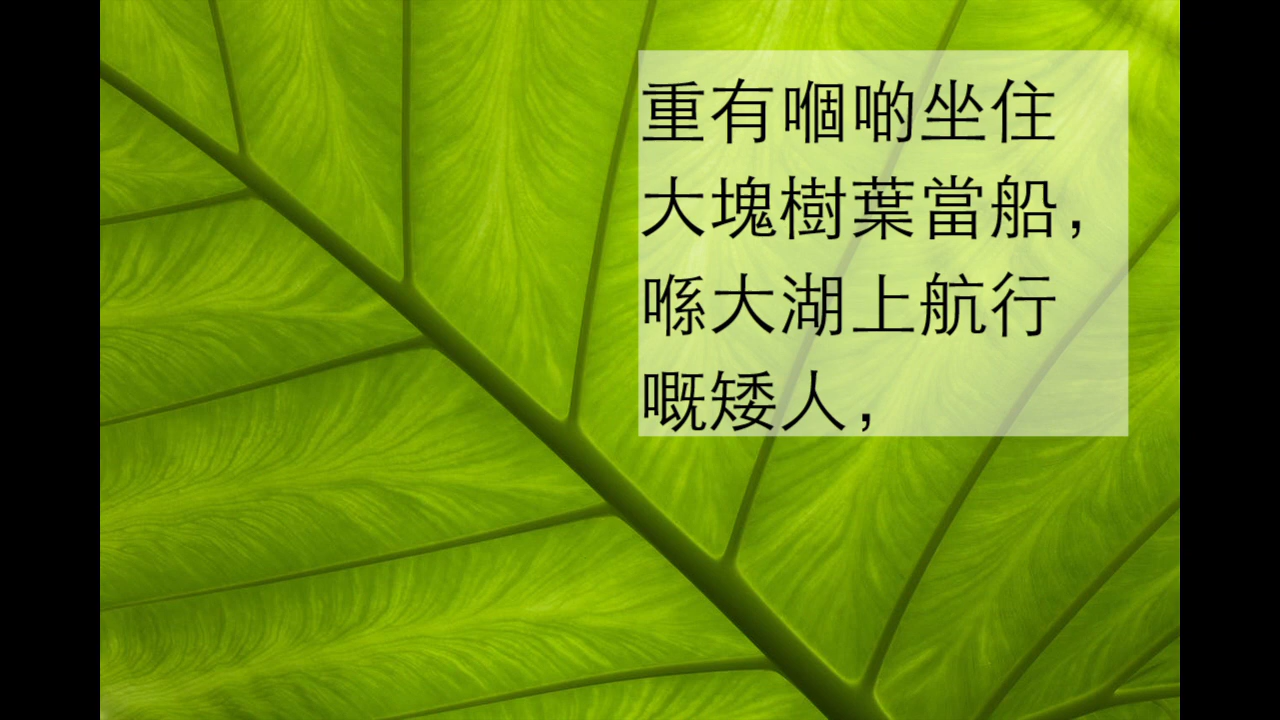 重有嗰啲坐住
大塊樹葉當船，
喺大湖上航行
嘅矮人，